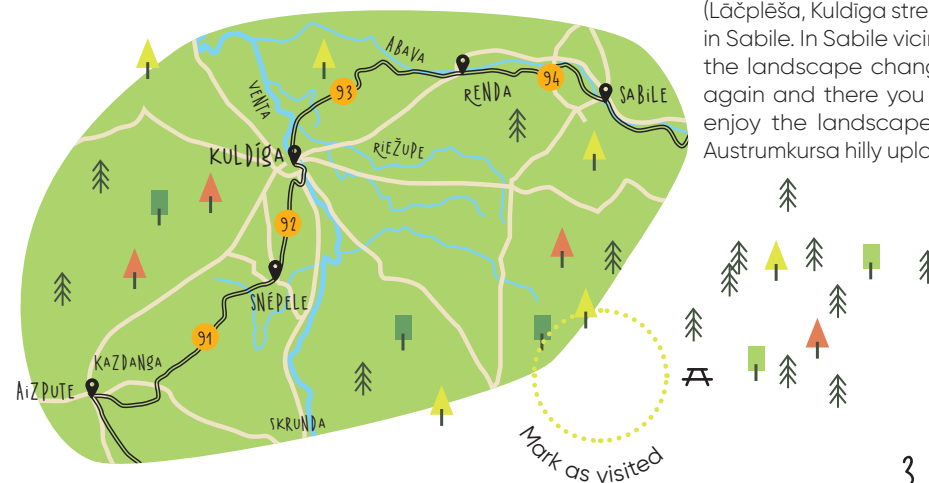 (Lāčplēša, Kuldīga stre
in Sabile. In Sabile vicir
the landscape chang
again and there you
enjoy the landscape
Austrumkursa hilly uplo
ABAVA
93
94
RENDA
SABILE
VENTA
KULDĪGA
RIEŽUPE
92
SNĒPELE
91
KAZDANGA
AIZPUTE
SKRUNDA
Mark as visited
3